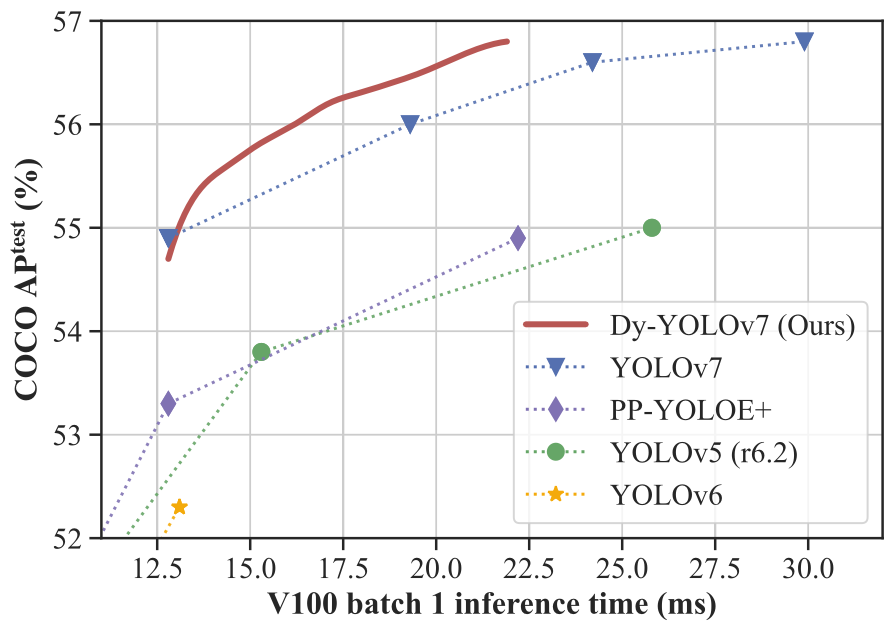 57
56
55
54
53
52
COCO AP^test (%)
Dy-YOLOv7 (Ours)
YOLOv7
PP-YOLOE+
YOLOv5 (r6.2)
YOLOv6
12.5 15.0 17.5 20.0 22.5 25.0 27.5 30.0
V100 batch 1 inference time (ms)